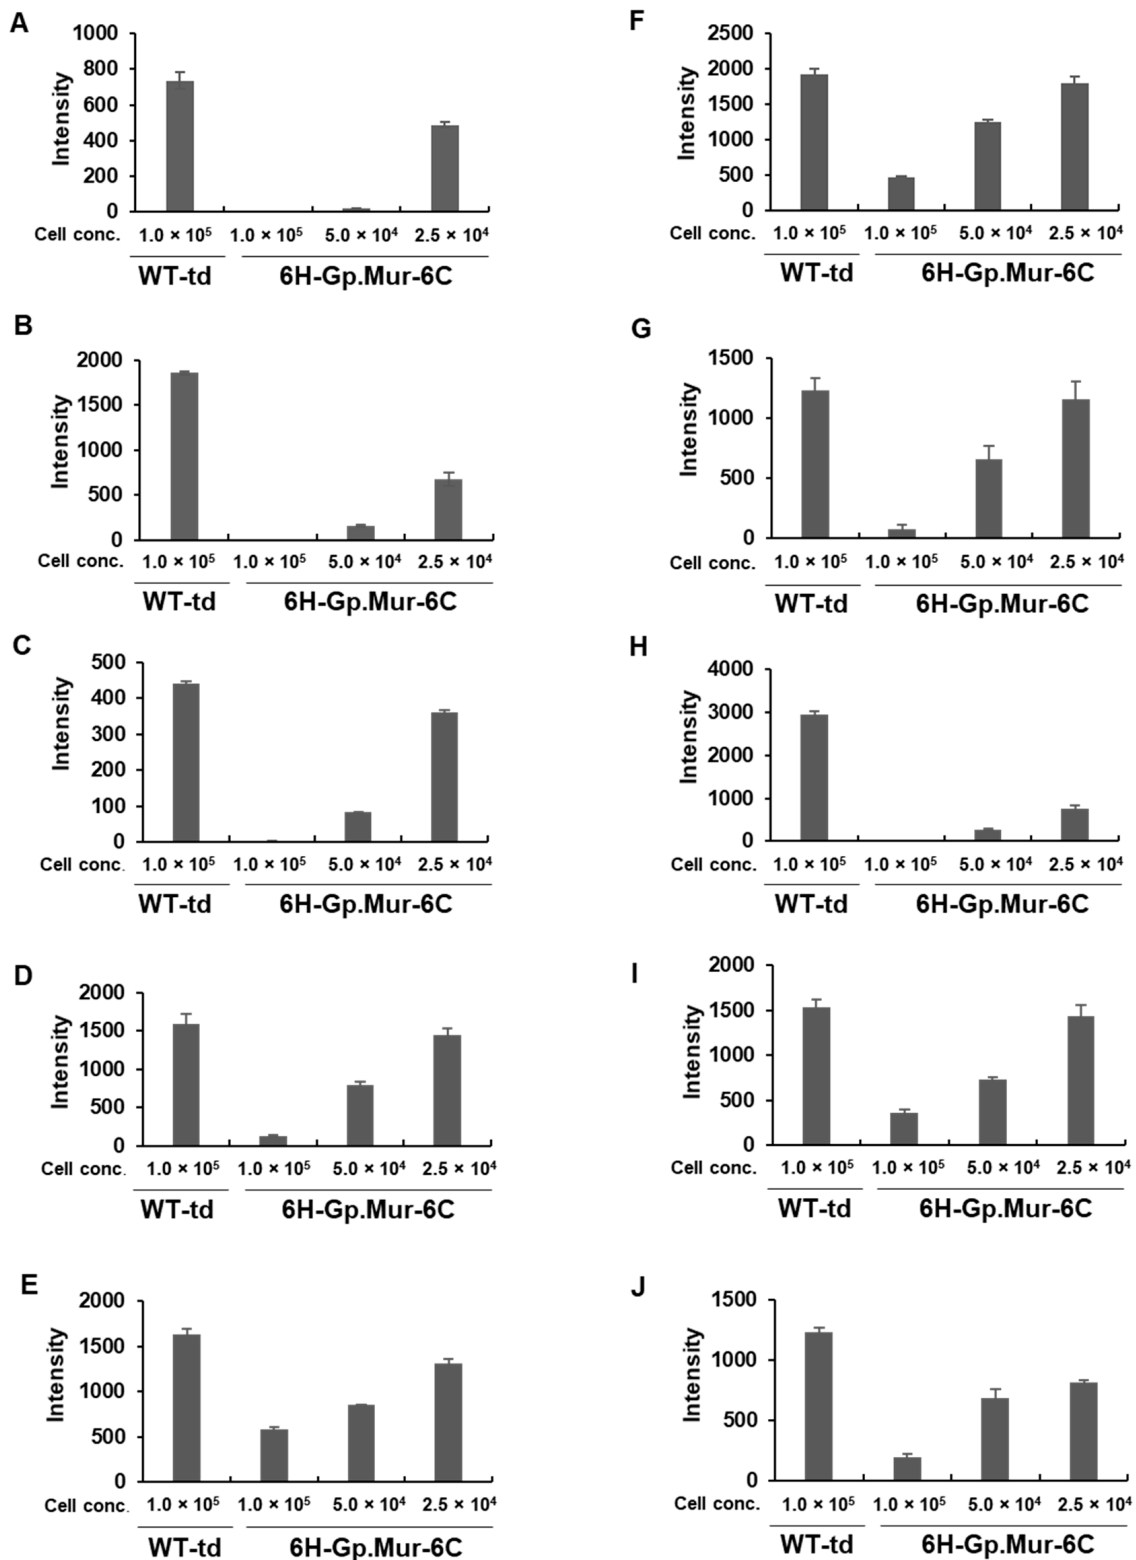 A
Intensity
1000
800
600
400
200
0
Cell conc.
1.0 × 10⁵
1.0 × 10⁵
5.0 × 10⁴
2.5 × 10⁴
WT-td
6H-Gp.Mur-6C
B
Intensity
2000
1500
1000
500
0
Cell conc.
1.0 × 10⁵
1.0 × 10⁵
5.0 × 10⁴
2.5 × 10⁴
WT-td
6H-Gp.Mur-6C
C
Intensity
500
400
300
200
100
0
Cell conc.
1.0 × 10⁵
1.0 × 10⁵
5.0 × 10⁴
2.5 × 10⁴
WT-td
6H-Gp.Mur-6C
D
Intensity
2000
1500
1000
500
0
Cell conc.
1.0 × 10⁵
1.0 × 10⁵
5.0 × 10⁴
2.5 × 10⁴
WT-td
6H-Gp.Mur-6C
E
Intensity
2000
1500
1000
500
0
Cell conc.
1.0 × 10⁵
1.0 × 10⁵
5.0 × 10⁴
2.5 × 10⁴
WT-td
6H-Gp.Mur-6C
F
Intensity
2500
2000
1500
1000
500
0
Cell conc.
1.0 × 10⁵
1.0 × 10⁵
5.0 × 10⁴
2.5 × 10⁴
WT-td
6H-Gp.Mur-6C
G
Intensity
1500
1000
500
0
Cell conc.
1.0 × 10⁵
1.0 × 10⁵
5.0 × 10⁴
2.5 × 10⁴
WT-td
6H-Gp.Mur-6C
H
Intensity
4000
3000
2000
1000
0
Cell conc.
1.0 × 10⁵
1.0 × 10⁵
5.0 × 10⁴
2.5 × 10⁴
WT-td
6H-Gp.Mur-6C
I
Intensity
2000
1500
1000
500
0
Cell conc.
1.0 × 10⁵
1.0 × 10⁵
5.0 × 10⁴
2.5 × 10⁴
WT-td
6H-Gp.Mur-6C
J
Intensity
1500
1000
500
0
Cell conc.
1.0 × 10⁵
1.0 × 10⁵
5.0 × 10⁴
2.5 × 10⁴
WT-td
6H-Gp.Mur-6C